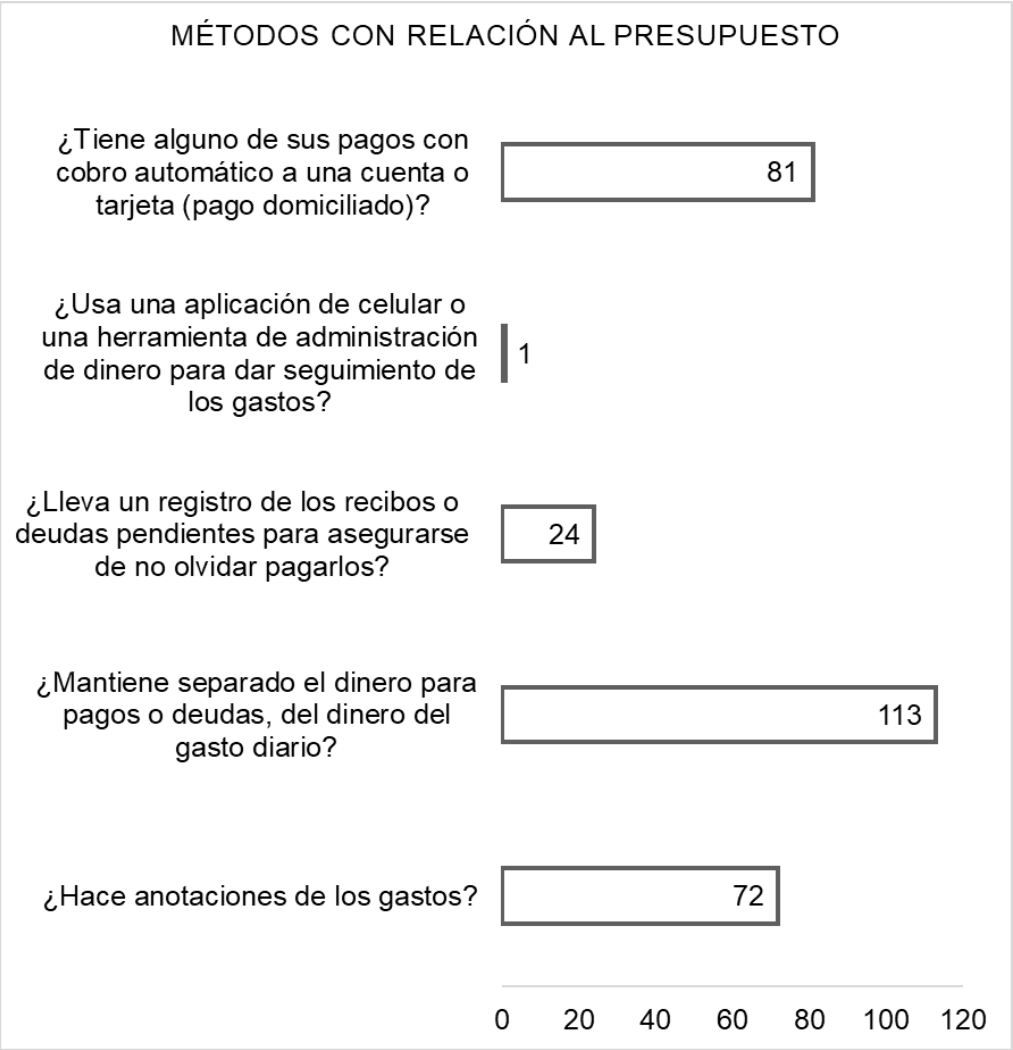 MÉTODOS CON RELACIÓN AL PRESUPUESTO
¿Tiene alguno de sus pagos con
cobro automático a una cuenta o
tarjeta (pago domiciliado)?
81
¿Usa una aplicación de celular o
una herramienta de administración
de dinero para dar seguimiento de
los gastos?
1
¿Lleva un registro de los recibos o
deudas pendientes para asegurarse
de no olvidar pagarlos?
24
¿Mantiene separado el dinero para
pagos o deudas, del dinero del
gasto diario?
113
¿Hace anotaciones de los gastos?
72
0 20 40 60 80 100 120